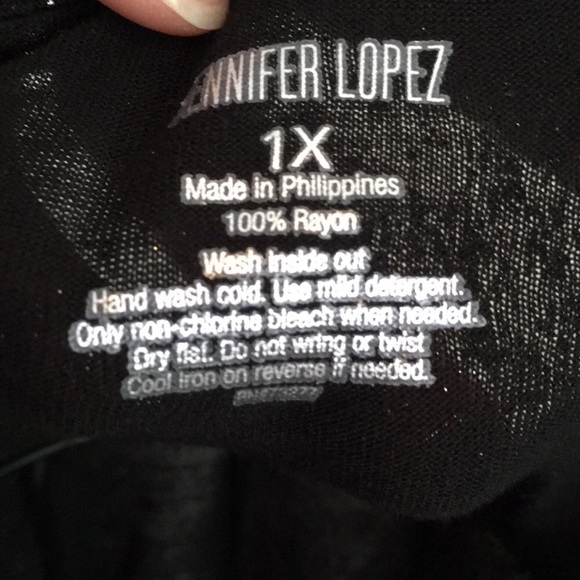 JENNIFER LOPEZ
1X
Made in Philippines
100% Rayon
Wash inside out
Hand wash cold. Use mild detergent.
Only non-chlorine bleach when needed.
Dry flat. Do not wring or twist
Cool iron on reverse if needed.